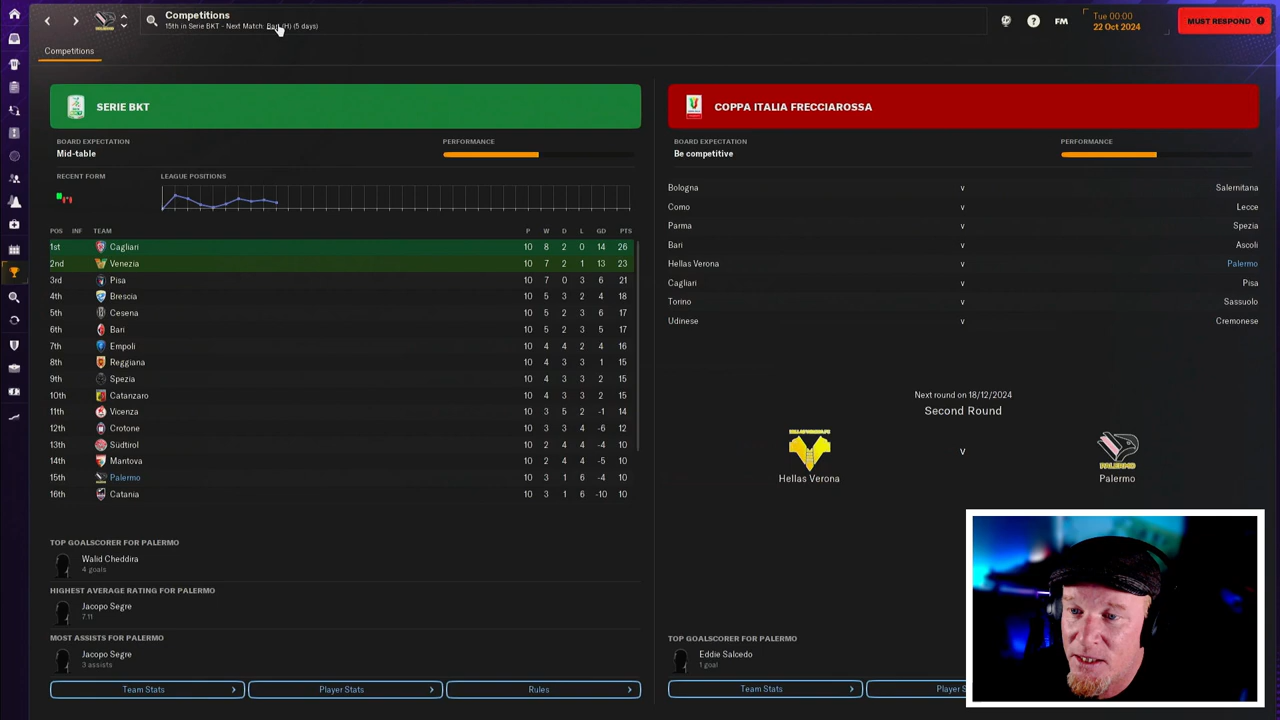 Competitions
15th in Serie BKT - Next Match: Bari (H) (5 days)
FM
Tue 00:00
22 Oct 2024
MUST RESPOND
Competitions
SERIE BKT
BOARD EXPECTATION
Mid-table
PERFORMANCE
RECENT FORM
LEAGUE POSITIONS
POS INF TEAM P W D L GD PTS
1st Cagliari 10 8 2 0 14 26
2nd Venezia 10 7 2 1 13 23
3rd Pisa 10 7 0 3 6 21
4th Brescia 10 5 3 2 4 18
5th Cesena 10 5 2 3 6 17
6th Bari 10 5 2 3 5 17
7th Empoli 10 4 4 2 4 16
8th Reggiana 10 4 3 3 1 15
9th Spezia 10 4 3 3 2 15
10th Catanzaro 10 4 3 3 2 15
11th Vicenza 10 3 5 2 -1 14
12th Crotone 10 3 3 4 -6 12
13th Südtirol 10 2 4 4 -4 10
14th Mantova 10 2 4 4 -5 10
15th Palermo 10 3 1 6 -4 10
16th Catania 10 3 1 6 -10 10
TOP GOALSCORER FOR PALERMO
Walid Cheddira
4 goals
HIGHEST AVERAGE RATING FOR PALERMO
Jacopo Segre
7.11
MOST ASSISTS FOR PALERMO
Jacopo Segre
3 assists
Team Stats
Player Stats
Rules
COPPA ITALIA FRECCIAROSSA
BOARD EXPECTATION
Be competitive
PERFORMANCE
Bologna v Salernitana
Como v Lecce
Parma v Spezia
Bari v Ascoli
Hellas Verona v Palermo
Cagliari v Pisa
Torino v Sassuolo
Udinese v Cremonese
Next round on 18/12/2024
Second Round
v
PALERMO
Hellas Verona
Palermo
TOP GOALSCORER FOR PALERMO
Eddie Salcedo
1 goal
Team Stats
Player S